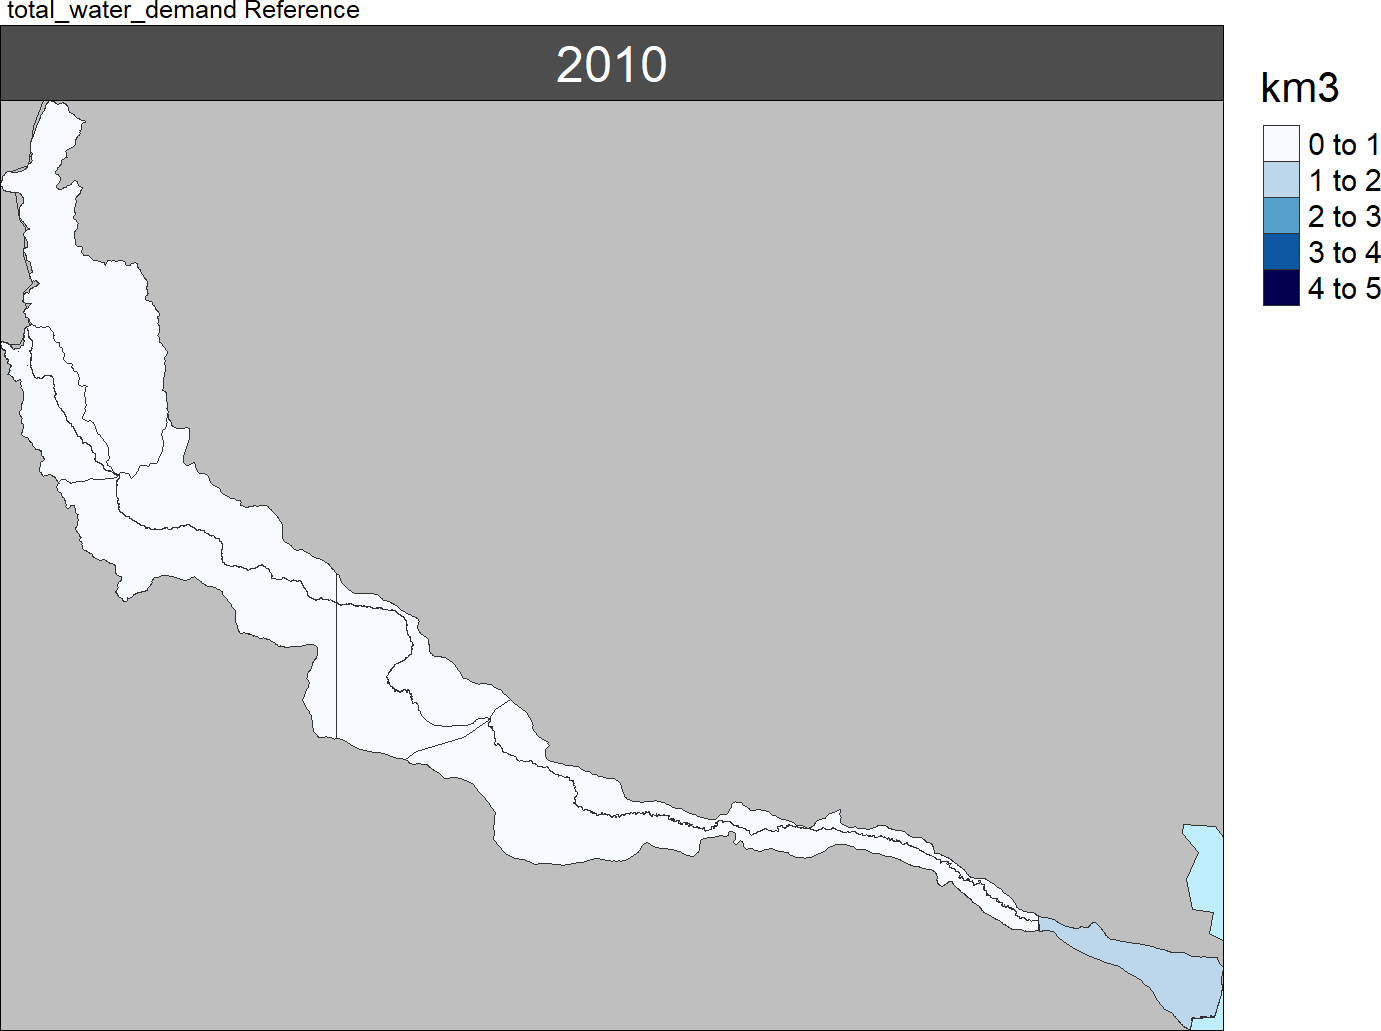 total_water_demand Reference
2010
km3
0 to 1
1 to 2
2 to 3
3 to 4
4 to 5